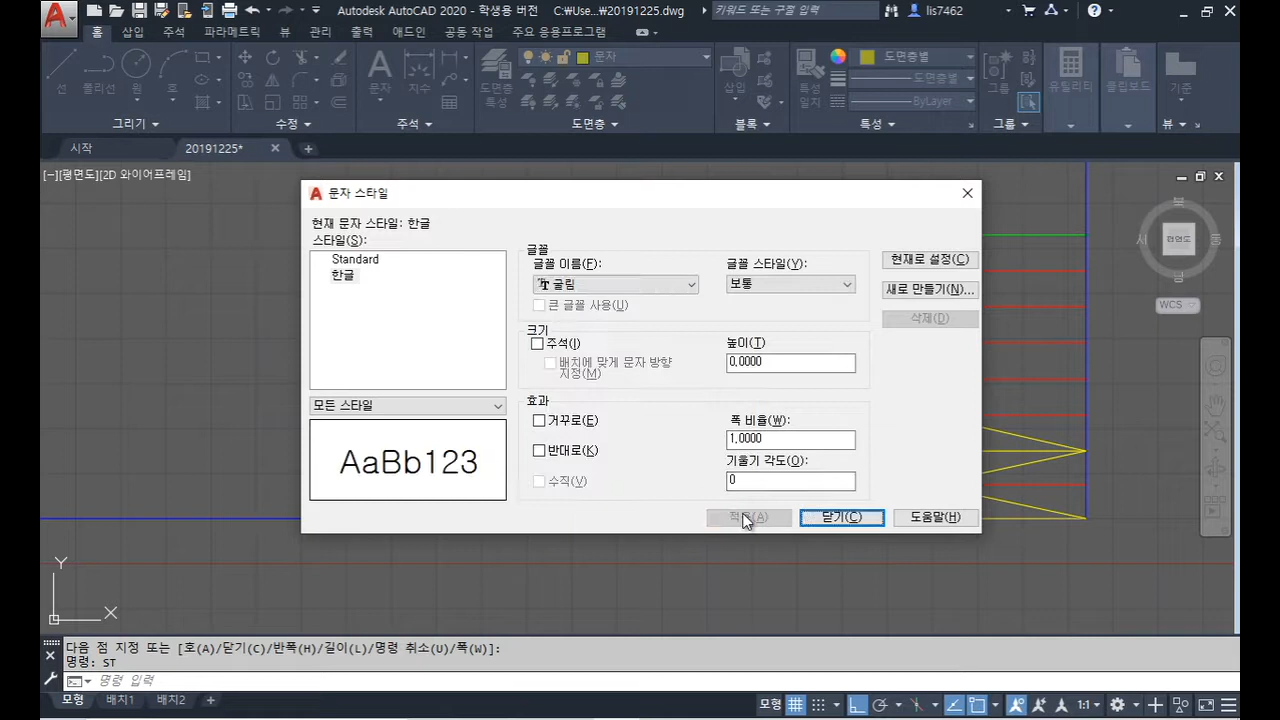 Autodesk AutoCAD 2020 - 학생용 버전 C:\Use...\20191225.dwg
키워드 또는 구절 입력
lis7462
홈 삽입 주석 파라메트릭 뷰 관리 출력 애드인 공동 작업 주요 응용프로그램
선 폴리선 원 호
문자 치수
도면층 특성
문자
삽입
특성 일치
도면층별
도면층별
ByLayer
그룹
유틸리티
클립보드
기준
그리기 수정 주석 도면층 블록 특성 그룹 뷰
시작 20191225*
[−][평면도][2D 와이어프레임]
문자 스타일
현재 문자 스타일: 한글
스타일(S):
Standard
한글
모든 스타일
AaBb123
글꼴
글꼴 이름(F):
굴림
큰 글꼴 사용(U)
글꼴 스타일(Y):
보통
크기
주석(I)
배치에 맞게 문자 방향
지정(M)
높이(T)
0.0000
효과
거꾸로(E)
반대로(K)
수직(V)
폭 비율(W):
1.0000
기울기 각도(O):
0
현재로 설정(C)
새로 만들기(N)...
삭제(D)
닫기(C)
도움말(H)
북
서
평면도
동
남
WCS
Y
X
다음 점 지정 또는 [호(A)/닫기(C)/반폭(H)/길이(L)/명령 취소(U)/폭(W)]:
명령: ST
명령 입력
모형 배치1 배치2
모형
1:1